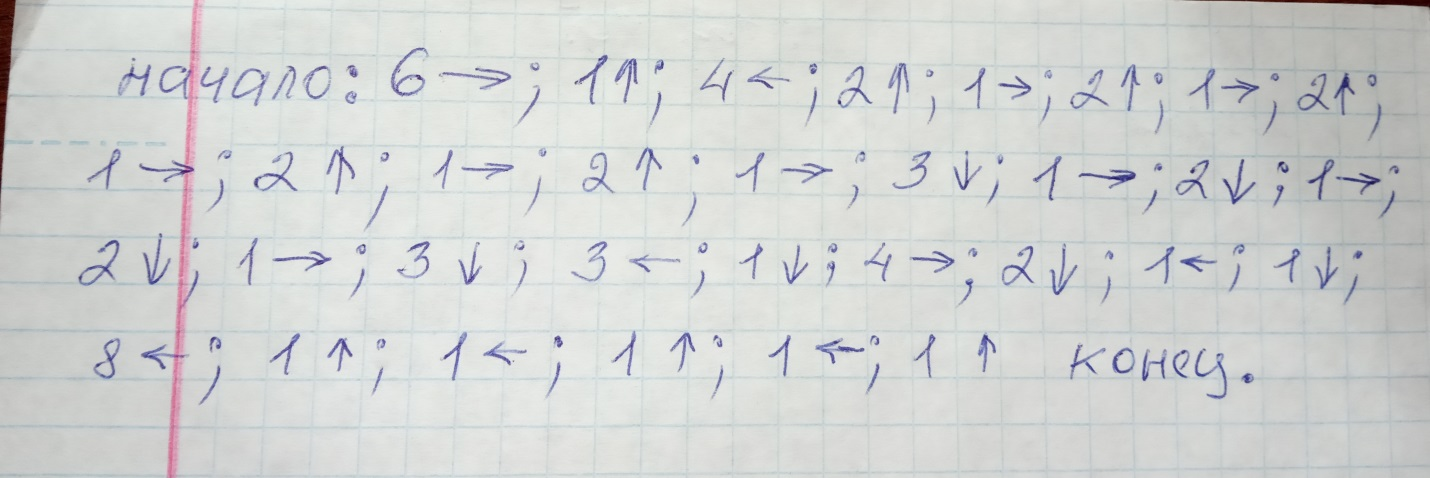 начало: 6→; 1↑; 4←; 2↑; 1→; 2↑; 1→; 2↑;
1→; 2↑; 1→; 2↑; 1→; 3↓; 1→; 2↓; 1→;
2↓; 1→; 3↓; 3←; 1↓; 4→; 2↓; 1←; 1↓;
8←; 1↑; 1←; 1↑; 1←; 1↑ конец.